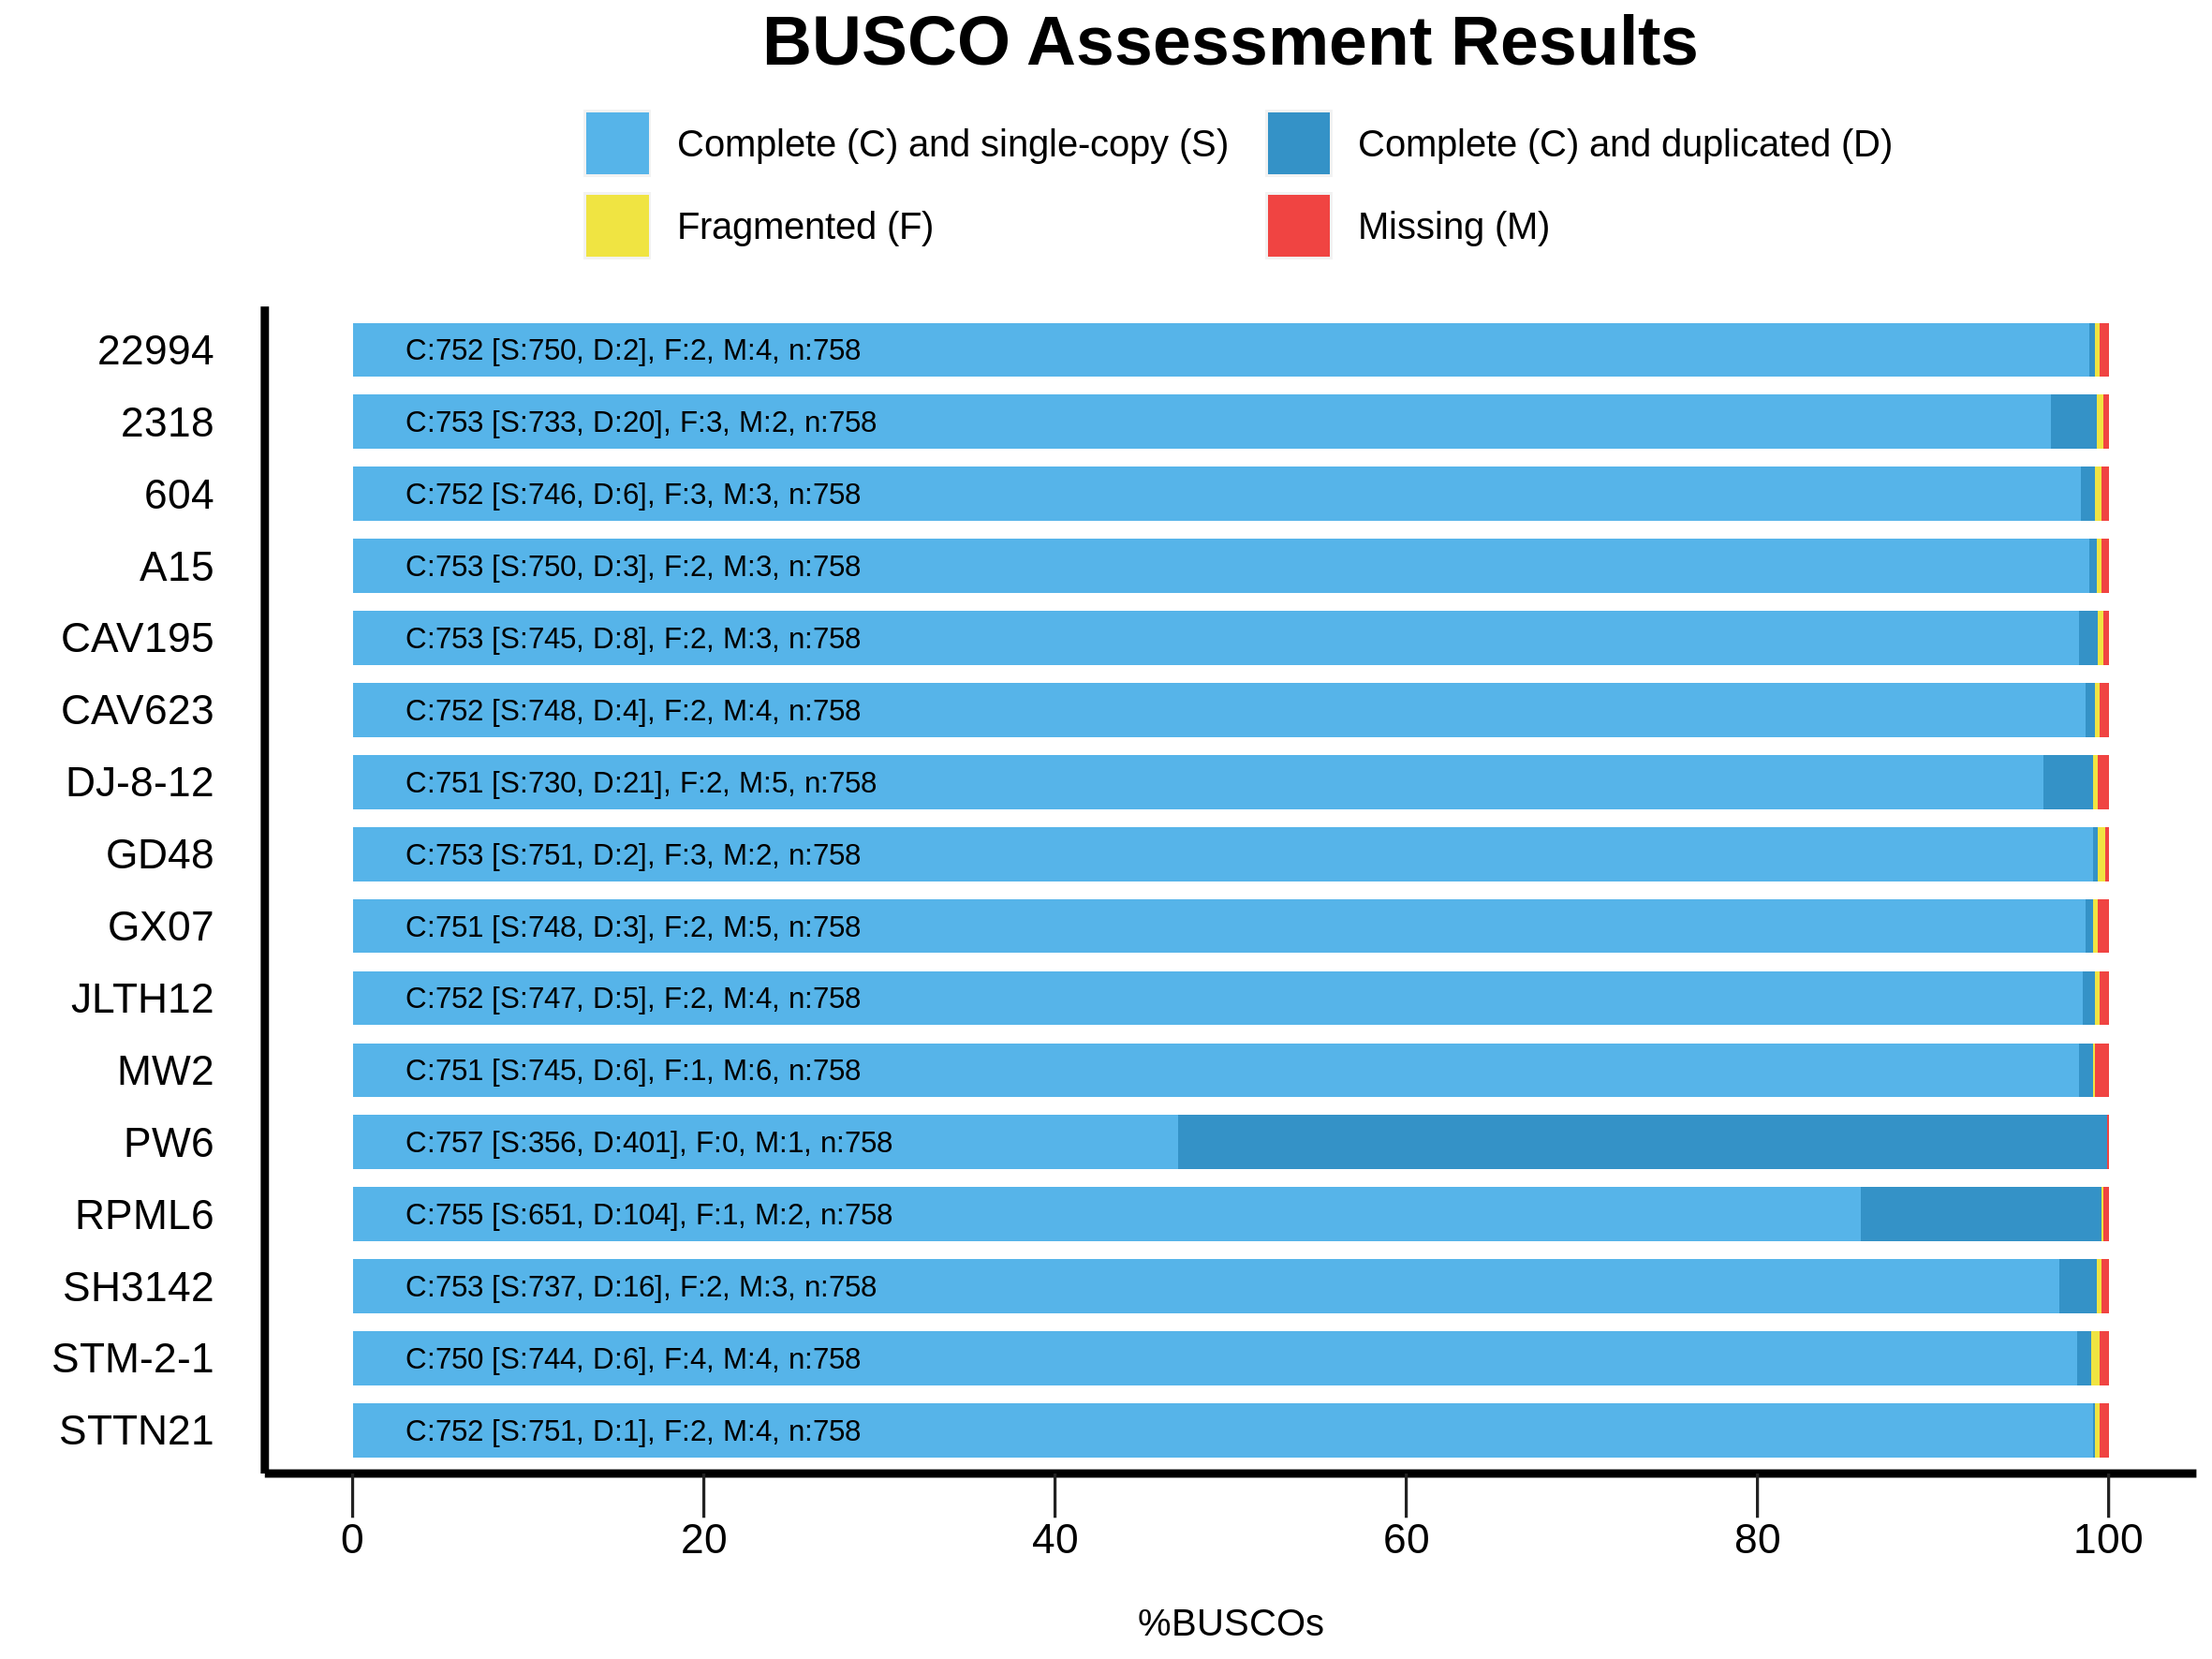 BUSCO Assessment Results
Complete (C) and single-copy (S) Complete (C) and duplicated (D)
Fragmented (F) Missing (M)
22994 C:752 [S:750, D:2], F:2, M:4, n:758
2318 C:753 [S:733, D:20], F:3, M:2, n:758
604 C:752 [S:746, D:6], F:3, M:3, n:758
A15 C:753 [S:750, D:3], F:2, M:3, n:758
CAV195 C:753 [S:745, D:8], F:2, M:3, n:758
CAV623 C:752 [S:748, D:4], F:2, M:4, n:758
DJ-8-12 C:751 [S:730, D:21], F:2, M:5, n:758
GD48 C:753 [S:751, D:2], F:3, M:2, n:758
GX07 C:751 [S:748, D:3], F:2, M:5, n:758
JLTH12 C:752 [S:747, D:5], F:2, M:4, n:758
MW2 C:751 [S:745, D:6], F:1, M:6, n:758
PW6 C:757 [S:356, D:401], F:0, M:1, n:758
RPML6 C:755 [S:651, D:104], F:1, M:2, n:758
SH3142 C:753 [S:737, D:16], F:2, M:3, n:758
STM-2-1 C:750 [S:744, D:6], F:4, M:4, n:758
STTN21 C:752 [S:751, D:1], F:2, M:4, n:758
0 20 40 60 80 100
%BUSCOs